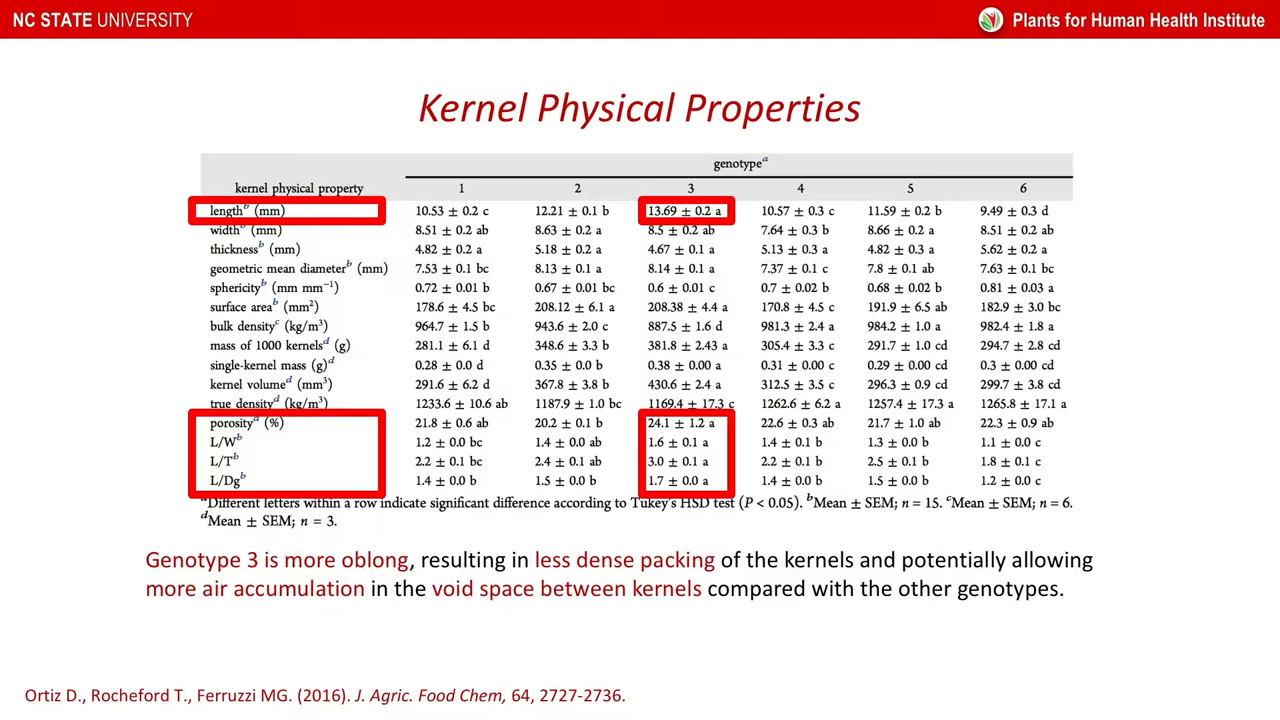 NC STATE UNIVERSITY
Plants for Human Health Institute
Kernel Physical Properties
genotypeᵃ
kernel physical property 1 2 3 4 5 6
lengthᵇ (mm) 10.53 ± 0.2 c 12.21 ± 0.1 b 13.69 ± 0.2 a 10.57 ± 0.3 c 11.59 ± 0.2 b 9.49 ± 0.3 d
widthᵇ (mm) 8.51 ± 0.2 ab 8.63 ± 0.2 a 8.5 ± 0.2 ab 7.64 ± 0.3 b 8.66 ± 0.2 a 8.51 ± 0.2 ab
thicknessᵇ (mm) 4.82 ± 0.2 a 5.18 ± 0.2 a 4.67 ± 0.1 a 5.13 ± 0.3 a 4.82 ± 0.3 a 5.62 ± 0.2 a
geometric mean diameterᵇ (mm) 7.53 ± 0.1 bc 8.13 ± 0.1 a 8.14 ± 0.1 a 7.37 ± 0.1 c 7.8 ± 0.1 ab 7.63 ± 0.1 bc
sphericityᵇ (mm mm⁻¹) 0.72 ± 0.01 b 0.67 ± 0.01 bc 0.6 ± 0.01 c 0.7 ± 0.02 b 0.68 ± 0.02 b 0.81 ± 0.03 a
surface areaᵇ (mm²) 178.6 ± 4.5 bc 208.12 ± 6.1 a 208.38 ± 4.4 a 170.8 ± 4.5 c 191.9 ± 6.5 ab 182.9 ± 3.0 bc
bulk densityᶜ (kg/m³) 964.7 ± 1.5 b 943.6 ± 2.0 c 887.5 ± 1.6 d 981.3 ± 2.4 a 984.2 ± 1.0 a 982.4 ± 1.8 a
mass of 1000 kernelsᵈ (g) 281.1 ± 6.1 d 348.6 ± 3.3 b 381.8 ± 2.43 a 305.4 ± 3.3 c 291.7 ± 1.0 cd 294.7 ± 2.8 cd
single-kernel mass (g)ᵈ 0.28 ± 0.0 d 0.35 ± 0.0 b 0.38 ± 0.00 a 0.31 ± 0.00 c 0.29 ± 0.00 cd 0.3 ± 0.00 cd
kernel volumeᵈ (mm³) 291.6 ± 6.2 d 367.8 ± 3.8 b 430.6 ± 2.4 a 312.5 ± 3.5 c 296.3 ± 0.9 cd 299.7 ± 3.8 cd
true densityᵈ (kg/m³) 1233.6 ± 10.6 ab 1187.9 ± 1.0 bc 1169.4 ± 17.3 c 1262.6 ± 6.2 a 1257.4 ± 17.3 a 1265.8 ± 17.1 a
porosityᵈ (%) 21.8 ± 0.6 ab 20.2 ± 0.1 b 24.1 ± 1.2 a 22.6 ± 0.3 ab 21.7 ± 1.0 ab 22.3 ± 0.9 ab
L/Wᵇ 1.2 ± 0.0 bc 1.4 ± 0.0 ab 1.6 ± 0.1 a 1.4 ± 0.1 b 1.3 ± 0.0 b 1.1 ± 0.0 c
L/Tᵇ 2.2 ± 0.1 bc 2.4 ± 0.1 ab 3.0 ± 0.1 a 2.2 ± 0.1 b 2.5 ± 0.1 b 1.8 ± 0.1 c
L/Dgᵇ 1.4 ± 0.0 b 1.5 ± 0.0 b 1.7 ± 0.0 a 1.4 ± 0.0 b 1.5 ± 0.0 b 1.2 ± 0.0 c
ᵃDifferent letters within a row indicate significant difference according to Tukey's HSD test (P < 0.05). ᵇMean ± SEM; n = 15. ᶜMean ± SEM; n = 6.
ᵈMean ± SEM; n = 3.
Genotype 3 is more oblong, resulting in less dense packing of the kernels and potentially allowing
more air accumulation in the void space between kernels compared with the other genotypes.
Ortiz D., Rocheford T., Ferruzzi MG. (2016). J. Agric. Food Chem, 64, 2727-2736.